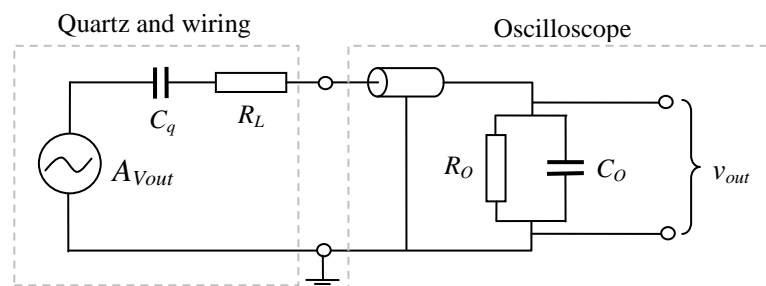 Quartz and wiring
Oscilloscope
C_q
R_L
A_Vout
R_O
C_O
v_out